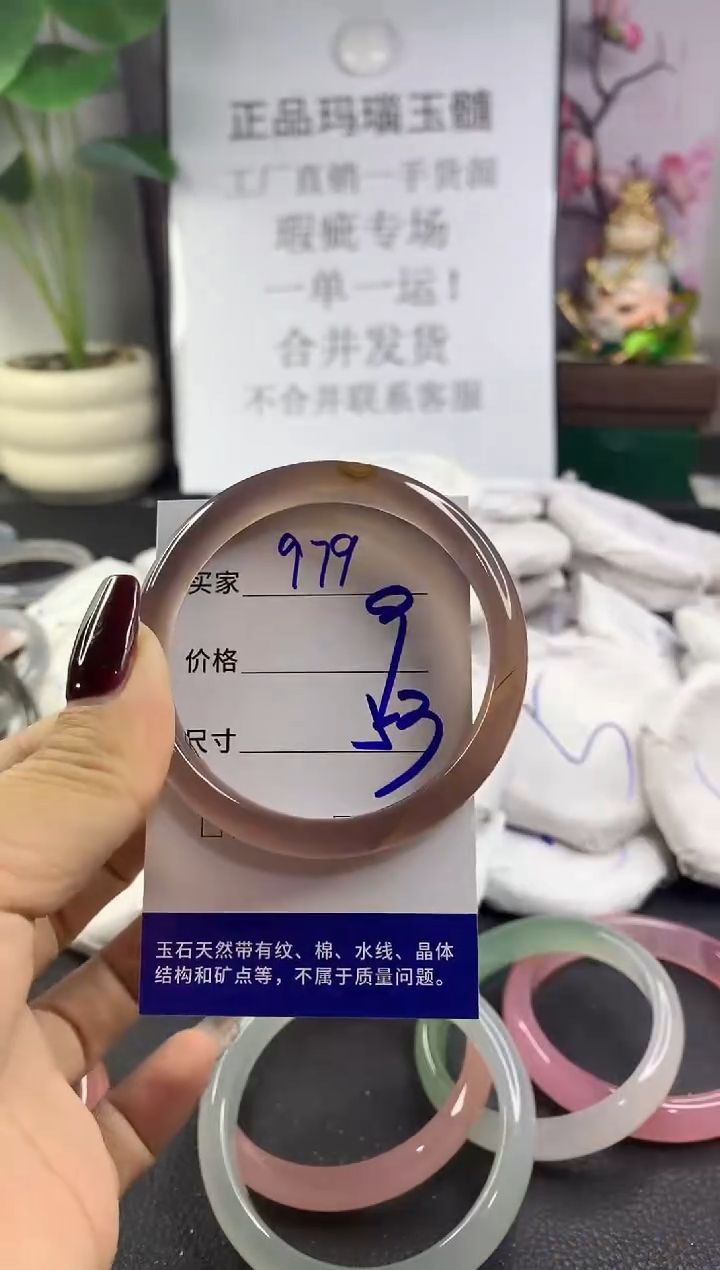 正品玛瑙玉髓
工厂直销一手货源
瑕疵专场
一单一运!
合并发货
不合并联系客服
买家 979
价格 9
尺寸 53
玉石天然带有纹、棉、水线、晶体
结构和矿点等，不属于质量问题。